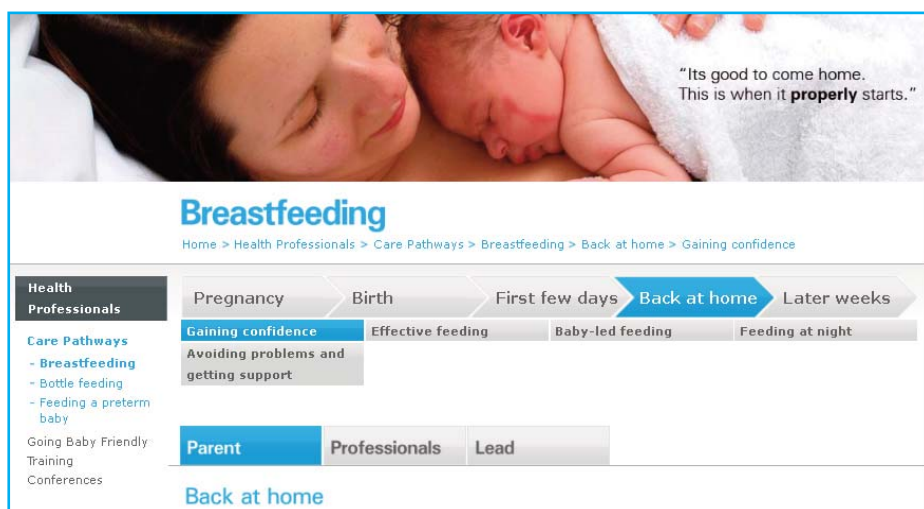 “Its good to come home.
This is when it properly starts.”
Breastfeeding
Home > Health Professionals > Care Pathways > Breastfeeding > Back at home > Gaining confidence
Health
Professionals
Care Pathways
- Breastfeeding
- Bottle feeding
- Feeding a preterm
baby
Going Baby Friendly
Training
Conferences
Pregnancy
Birth
First few days
Back at home
Later weeks
Gaining confidence
Effective feeding
Baby-led feeding
Feeding at night
Avoiding problems and
getting support
Parent
Professionals
Lead
Back at home